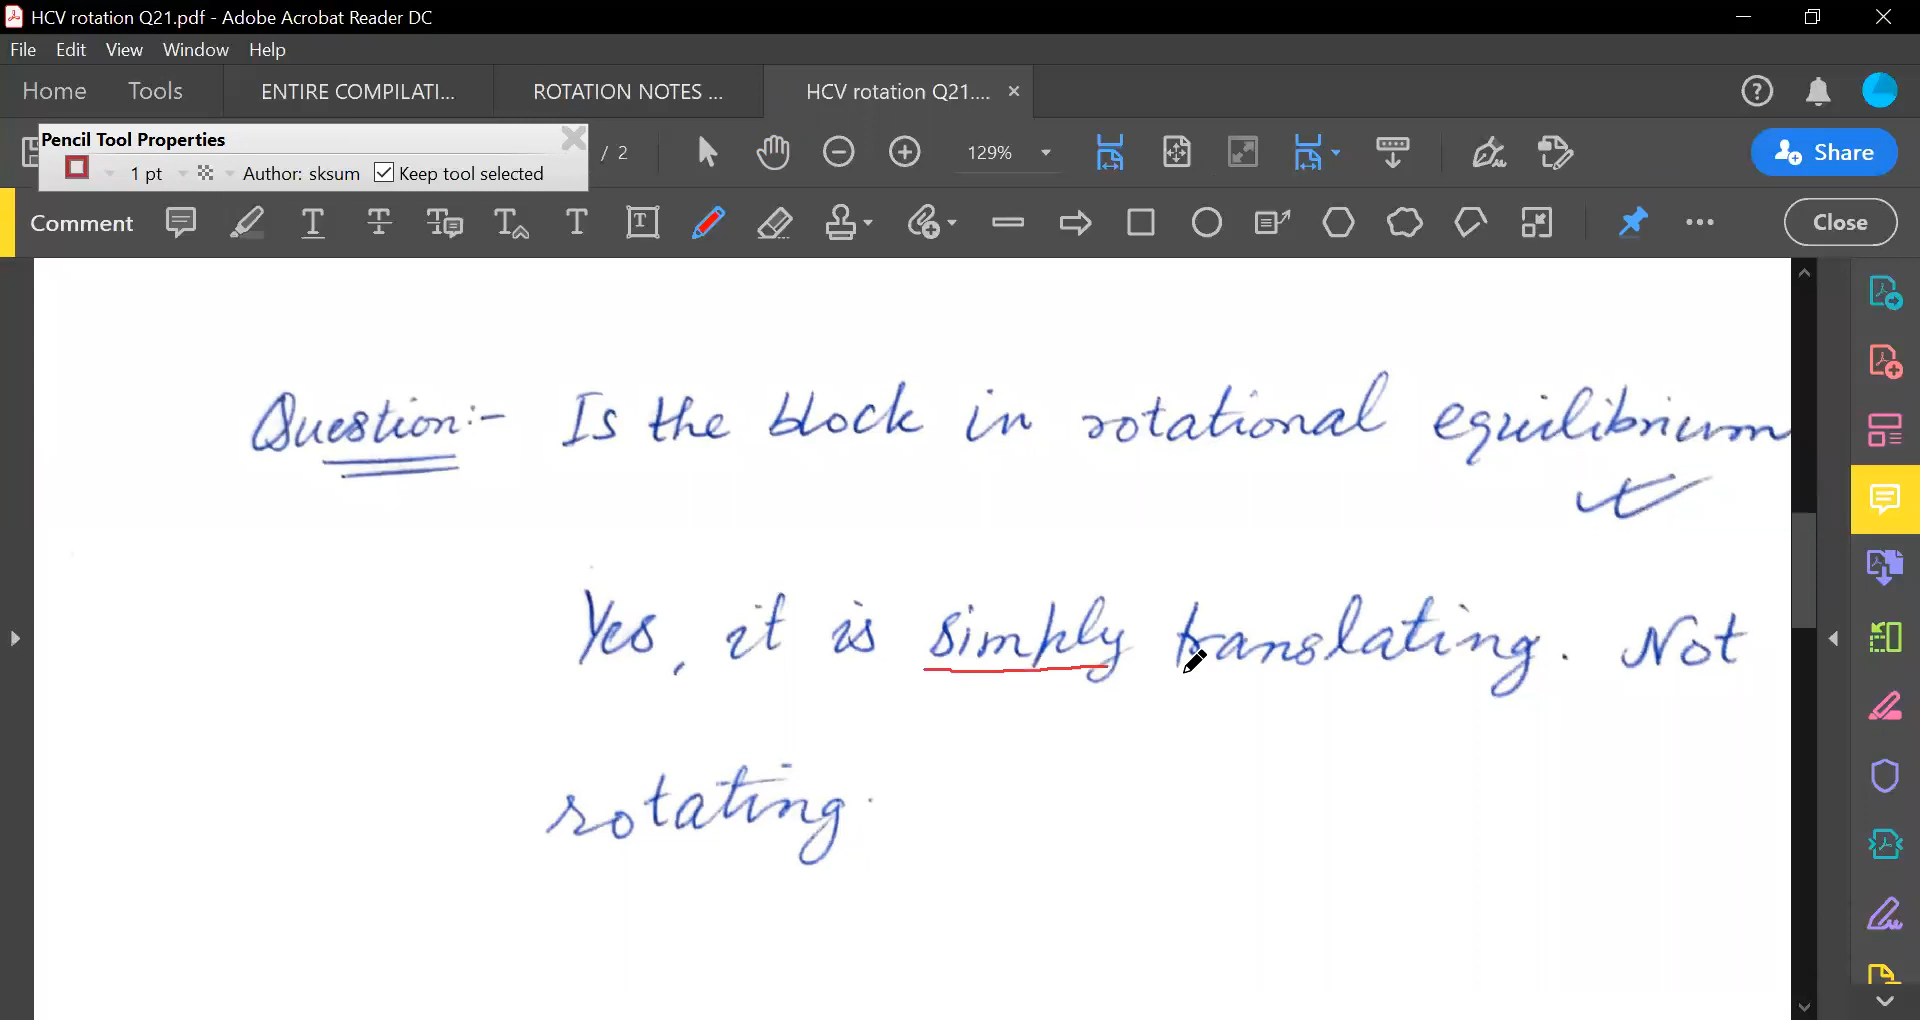 HCV rotation Q21.pdf - Adobe Acrobat Reader DC
File Edit View Window Help
Home Tools ENTIRE COMPILATI... ROTATION NOTES ... HCV rotation Q21....
Pencil Tool Properties
1 pt Author: sksum Keep tool selected
/ 2 129% Share
Comment Close
Question:- Is the block in rotational equilibrium
Yes, it is simply translating. Not
rotating.